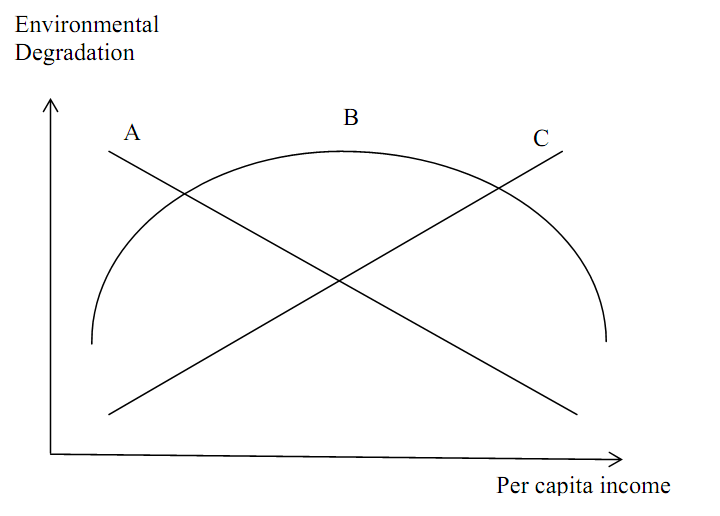 Environmental
Degradation
A
B
C
Per capita income